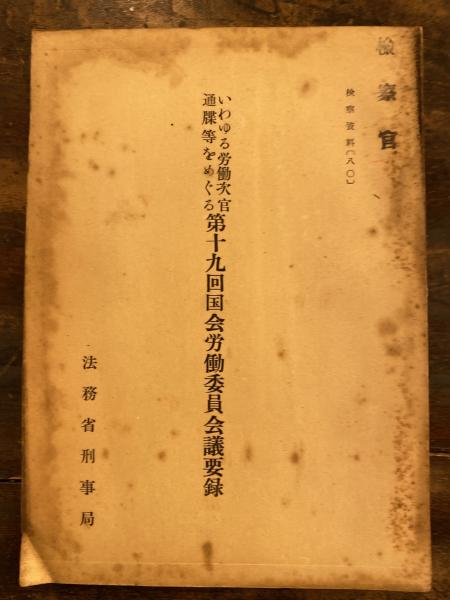 検察官
検察資料〔八〇〕
いわゆる労働次官
通牒等をめぐる
第十九回国会労働委員会議要録
法務省刑事局